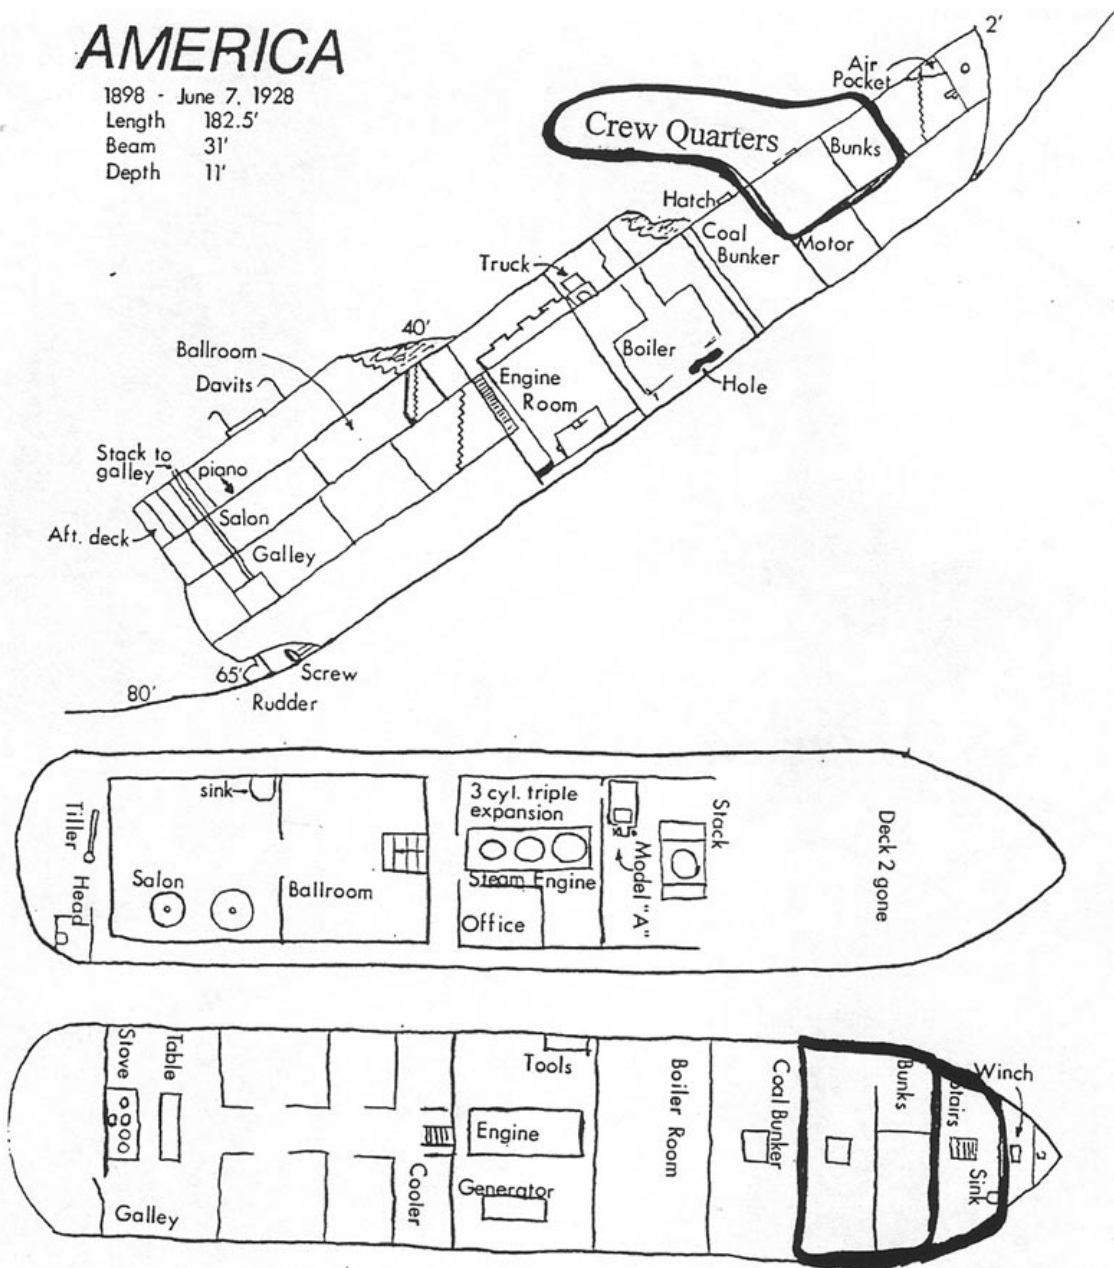 AMERICA
1898 - June 7, 1928
Length 182.5'
Beam 31'
Depth 11'
2'
Air
Pocket
Crew Quarters
Bunks
Hatch
Coal
Bunker
Motor
Truck
40'
Ballroom
Boiler
Engine
Room
Hole
Davits
Stack to
galley
piano
Salon
Aft. deck
Galley
65'
Screw
80'
Rudder
sink
3 cyl. triple
expansion
Steam Engine
Stock
Tiller
Head
Salon
Ballroom
Office
Model "A"
Deck 2 gone
Stove
Table
Tools
Boiler Room
Coal Bunker
Bunks
Stairs
Winch
Engine
Sink
Cooler
Generator
Galley